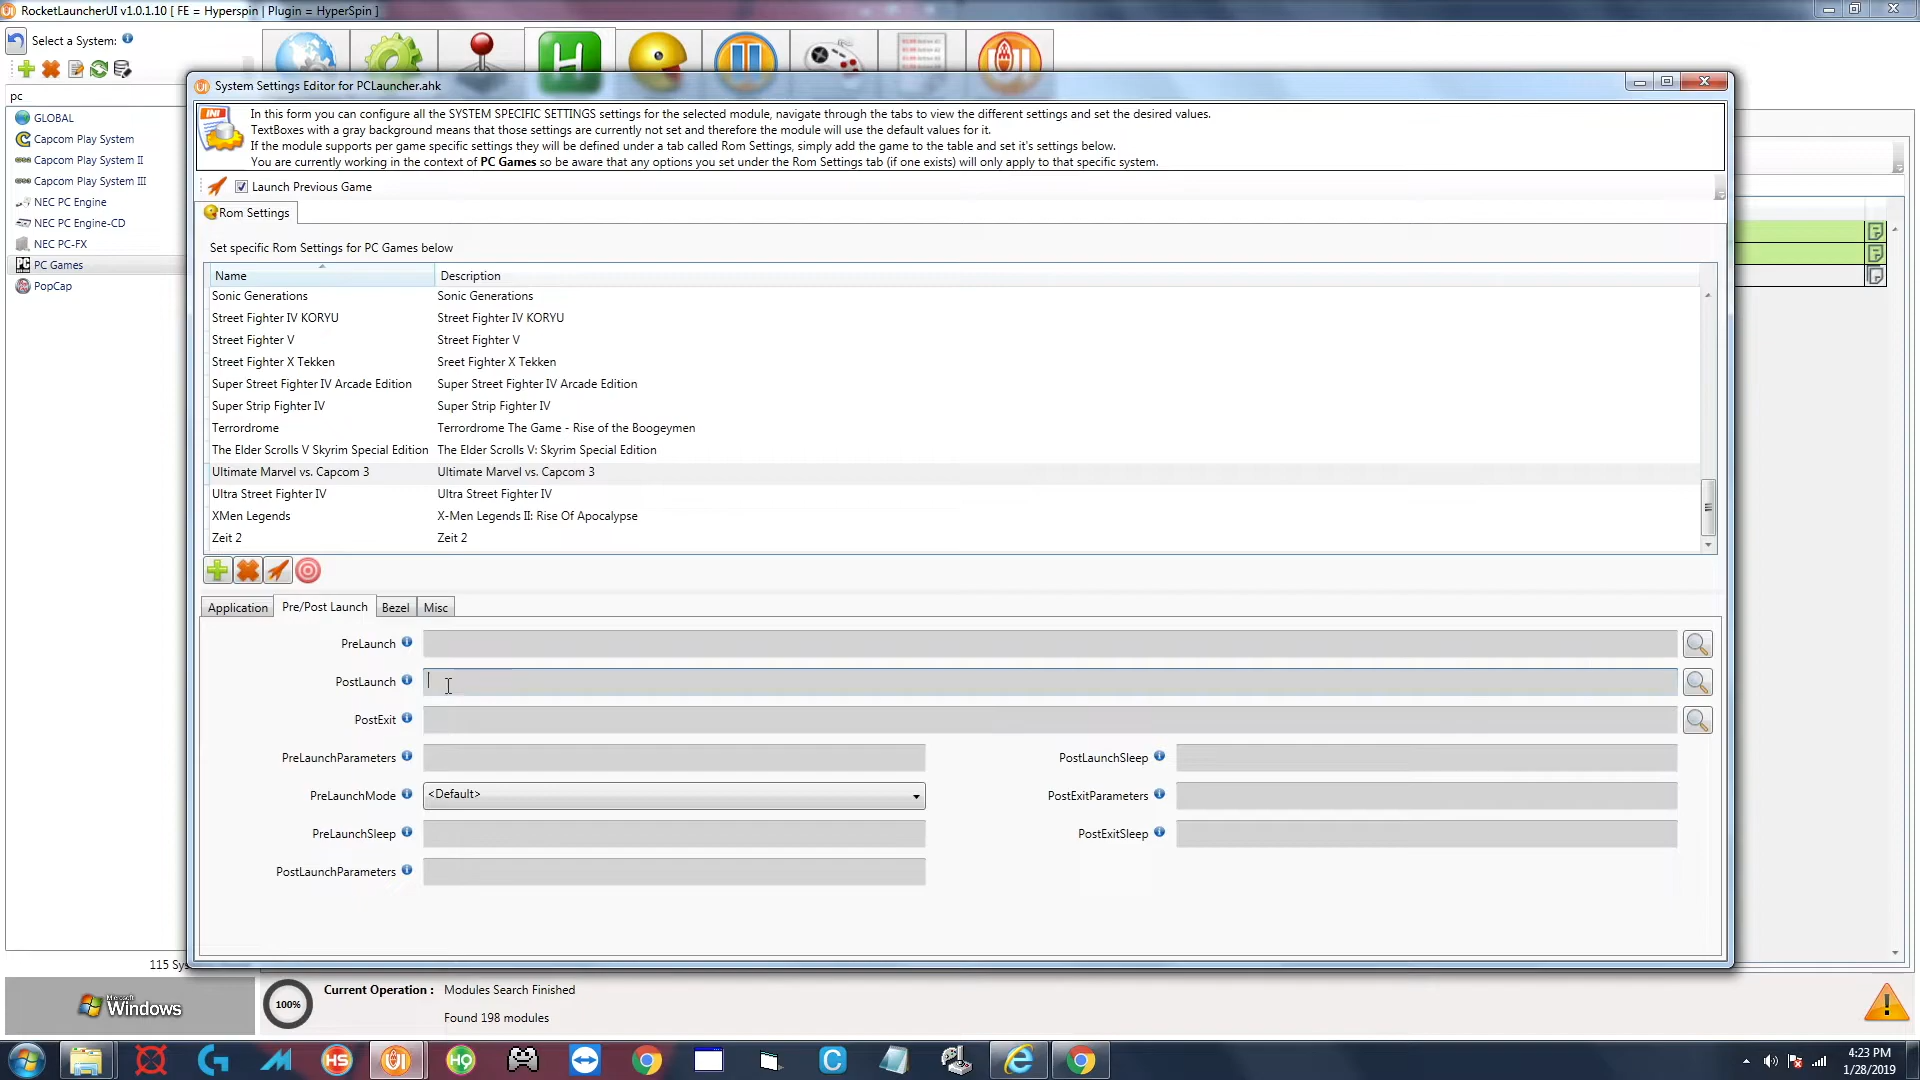 RocketLauncherUI v1.0.1.10 [ FE = Hyperspin | Plugin = HyperSpin ]
Select a System:
pc
GLOBAL
Capcom Play System
Capcom Play System II
Capcom Play System III
NEC PC Engine
NEC PC Engine-CD
NEC PC-FX
PC Games
PopCap
System Settings Editor for PCLauncher.ahk
INI
In this form you can configure all the SYSTEM SPECIFIC SETTINGS settings for the selected module, navigate through the tabs to view the different settings and set the desired values.
TextBoxes with a gray background means that those settings are currently not set and therefore the module will use the default values for it.
If the module supports per game specific settings they will be defined under a tab called Rom Settings, simply add the game to the table and set it's settings below.
You are currently working in the context of PC Games so be aware that any options you set under the Rom Settings tab (if one exists) will only apply to that specific system.
Launch Previous Game
Rom Settings
Set specific Rom Settings for PC Games below
Name Description
Sonic Generations Sonic Generations
Street Fighter IV KORYU Street Fighter IV KORYU
Street Fighter V Street Fighter V
Street Fighter X Tekken Sreet Fighter X Tekken
Super Street Fighter IV Arcade Edition Super Street Fighter IV Arcade Edition
Super Strip Fighter IV Super Strip Fighter IV
Terrordrome Terrordrome The Game - Rise of the Boogeymen
The Elder Scrolls V Skyrim Special Edition The Elder Scrolls V: Skyrim Special Edition
Ultimate Marvel vs. Capcom 3 Ultimate Marvel vs. Capcom 3
Ultra Street Fighter IV Ultra Street Fighter IV
XMen Legends X-Men Legends II: Rise Of Apocalypse
Zeit 2 Zeit 2
Application Pre/Post Launch Bezel Misc
PreLaunch
PostLaunch
PostExit
PreLaunchParameters PostLaunchSleep
PreLaunchMode <Default> PostExitParameters
PreLaunchSleep PostExitSleep
PostLaunchParameters
115 Sys
Microsoft Windows
100%
Current Operation : Modules Search Finished
Found 198 modules
HS UI HQ C
4:23 PM
1/28/2019